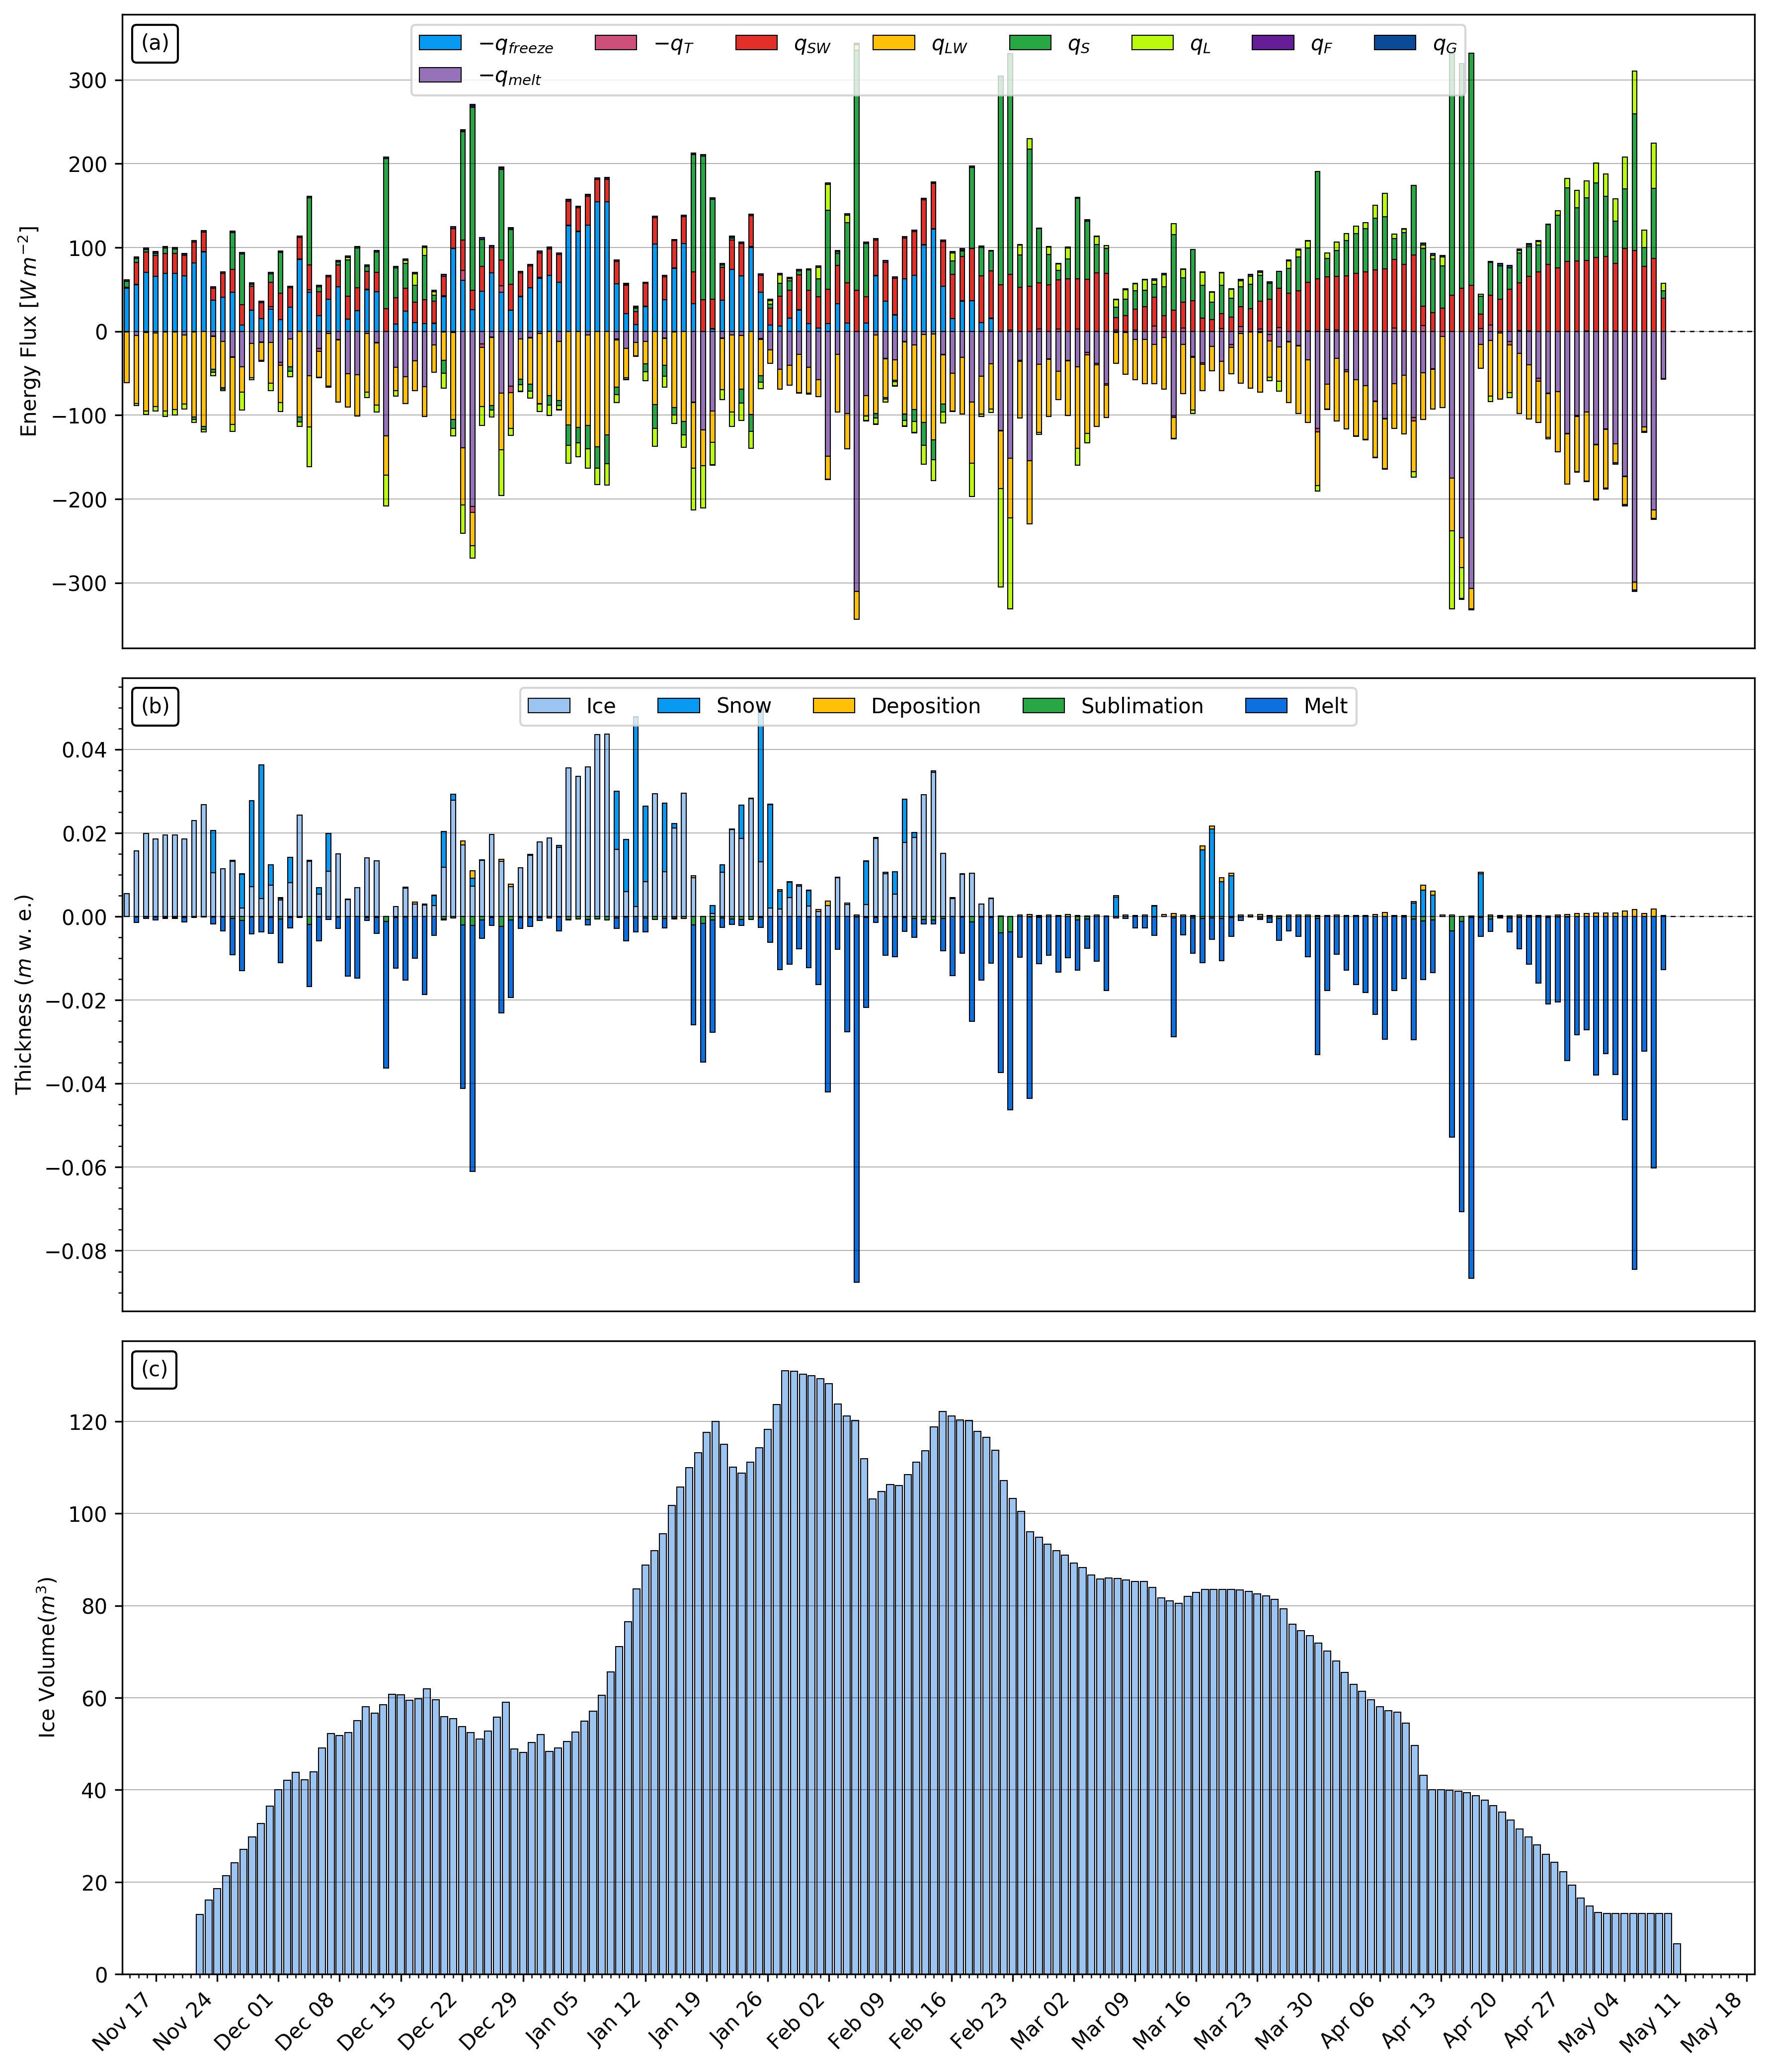 (a)
−q_freeze −q_T q_SW q_LW q_S q_L q_F q_G
−q_melt
Energy Flux [W m⁻²]
300
200
100
0
−100
−200
−300
(b)
Ice Snow Deposition Sublimation Melt
Thickness (m w. e.)
0.04
0.02
0.00
−0.02
−0.04
−0.06
−0.08
(c)
Ice Volume(m³)
120
100
80
60
40
20
0
Nov 17 Nov 24 Dec 01 Dec 08 Dec 15 Dec 22 Dec 29 Jan 05 Jan 12 Jan 19 Jan 26 Feb 02 Feb 09 Feb 16 Feb 23 Mar 02 Mar 09 Mar 16 Mar 23 Mar 30 Apr 06 Apr 13 Apr 20 Apr 27 May 04 May 11 May 18